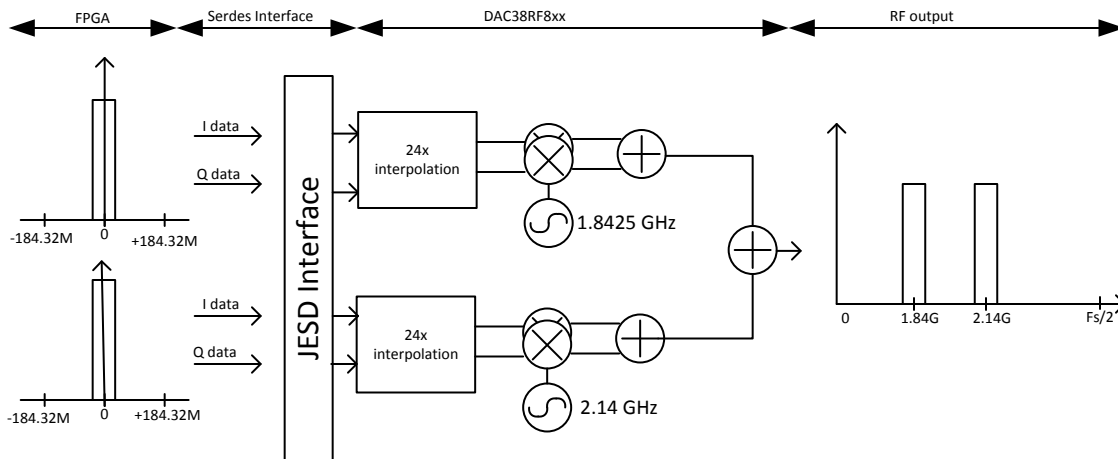 FPGA
Serdes Interface
DAC38RF8xx
RF output
-184.32M
0
+184.32M
I data
Q data
JESD Interface
24x
interpolation
1.8425 GHz
-184.32M
0
+184.32M
I data
Q data
24x
interpolation
2.14 GHz
0
1.84G
2.14G
Fs/2